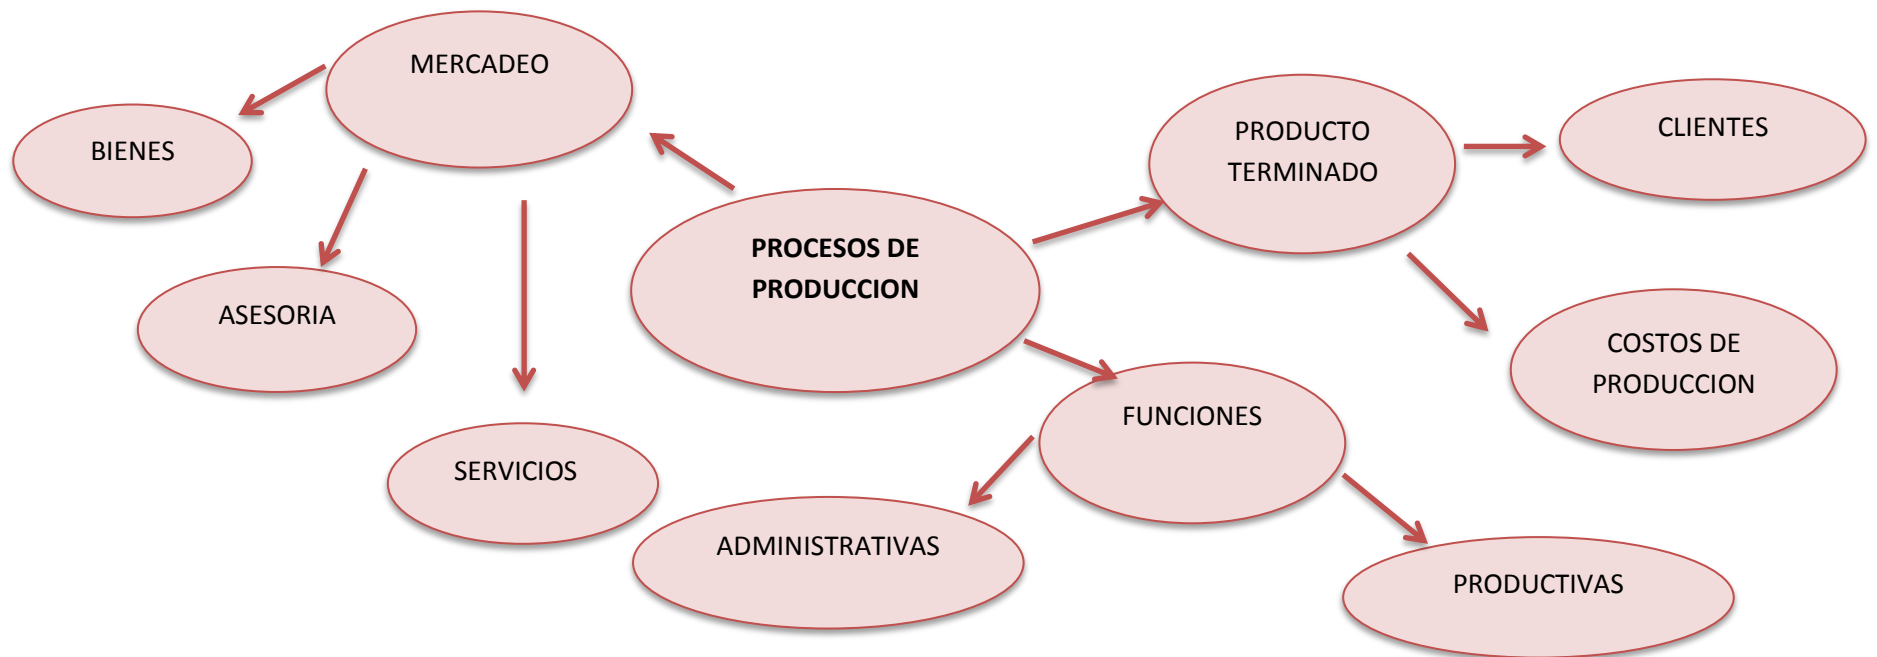 MERCADEO
BIENES
ASESORIA
SERVICIOS
PROCESOS DE
PRODUCCION
PRODUCTO
TERMINADO
CLIENTES
COSTOS DE
PRODUCCION
FUNCIONES
ADMINISTRATIVAS
PRODUCTIVAS